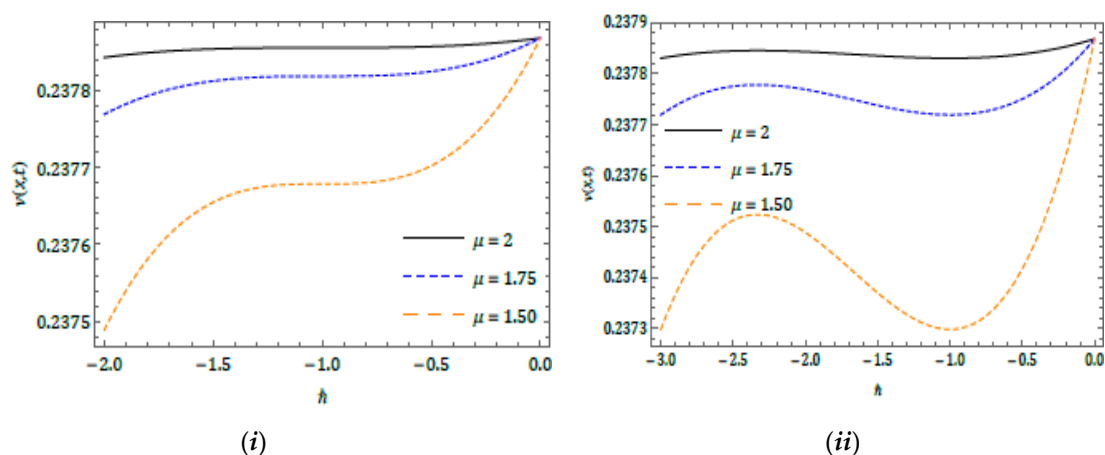 0.2378
0.2377
0.2376
0.2375
v(x,t)
μ = 2
μ = 1.75
μ = 1.50
−2.0 −1.5 −1.0 −0.5 0.0
ħ
(i)
0.2379
0.2378
0.2377
0.2376
0.2375
0.2374
0.2373
v(x,t)
μ = 2
μ = 1.75
μ = 1.50
−3.0 −2.5 −2.0 −1.5 −1.0 −0.5 0.0
ħ
(ii)